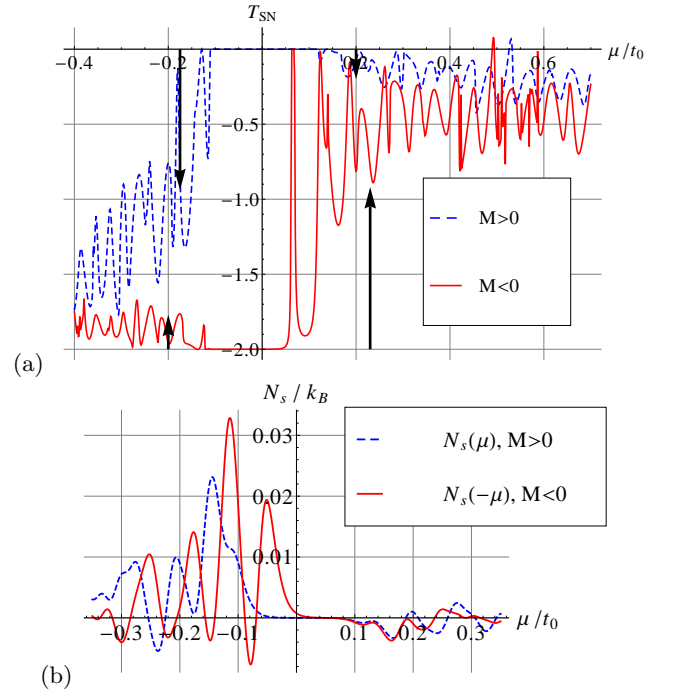 T_SN
−0.4 −0.2 0.2 0.4 0.6 μ/t_0
(a)
−0.5
−1.0
−1.5
−2.0
M>0
M<0
N_s / k_B
0.03
0.02
0.01
−0.3 −0.2 −0.1 0.1 0.2 0.3 μ/t_0
N_s(μ), M>0
N_s(−μ), M<0
(b)